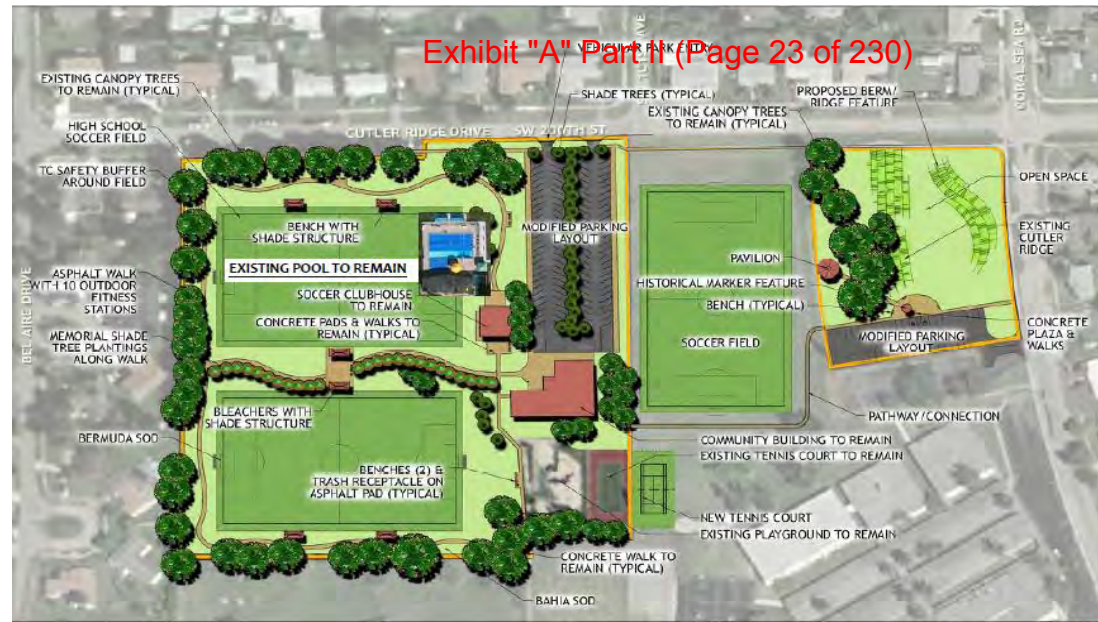 Exhibit "A" Part II (Page 23 of 230)
VEHICULAR PARK ENTRY
EXISTING CANOPY TREES
TO REMAIN (TYPICAL)
SHADE TREES (TYPICAL)
PROPOSED BERM/
RIDGE FEATURE
EXISTING CANOPY TREES
TO REMAIN (TYPICAL)
CORAL SEA RD
AVE
HIGH SCHOOL
SOCCER FIELD
CUTLER RIDGE DRIVE
SW 200TH ST
TC SAFETY BUFFER
AROUND FIELD
OPEN SPACE
BENCH WITH
SHADE STRUCTURE
MODIFIED PARKING
LAYOUT
EXISTING
CUTLER
RIDGE
PAVILION
EXISTING POOL TO REMAIN
ASPHALT WALK
WITH 10 OUTDOOR
FITNESS
STATIONS
HISTORICAL MARKER FEATURE
SOCCER CLUBHOUSE
TO REMAIN
BENCH (TYPICAL)
CONCRETE PADS & WALKS TO
REMAIN (TYPICAL)
CONCRETE
PLAZA &
WALKS
MODIFIED PARKING
LAYOUT
BEL AIRE DRIVE
MEMORIAL SHADE
TREE PLANTINGS
ALONG WALK
SOCCER FIELD
BLEACHERS WITH
SHADE STRUCTURE
PATHWAY/CONNECTION
BERMUDA SOD
COMMUNITY BUILDING TO REMAIN
EXISTING TENNIS COURT TO REMAIN
BENCHES (2) &
TRASH RECEPTACLE ON
ASPHALT PAD (TYPICAL)
NEW TENNIS COURT
EXISTING PLAYGROUND TO REMAIN
CONCRETE WALK TO
REMAIN (TYPICAL)
BAHIA SOD